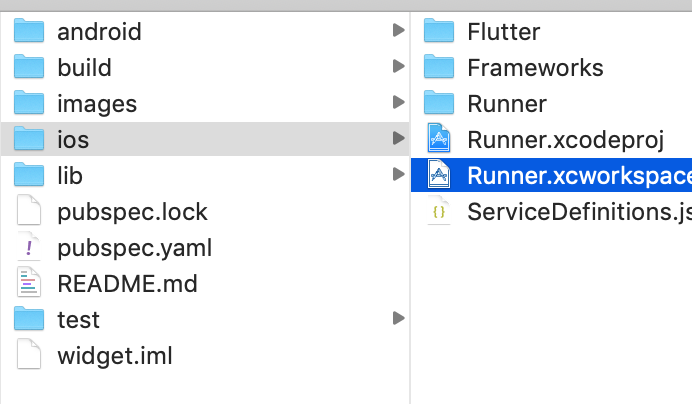 android
build
images
ios
lib
pubspec.lock
pubspec.yaml
README.md
test
widget.iml
Flutter
Frameworks
Runner
Runner.xcodeproj
Runner.xcworkspace
ServiceDefinitions.js